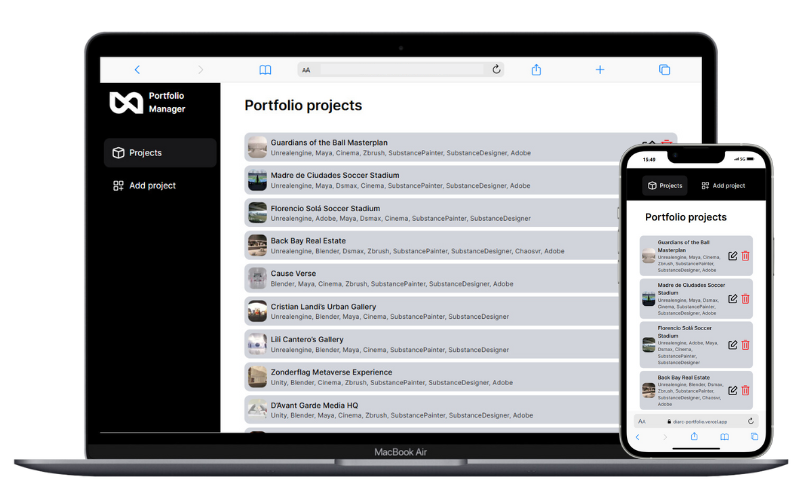 AA
Portfolio
Manager
Projects
Add project
Portfolio projects
Guardians of the Ball Masterplan
Unrealengine, Maya, Cinema, Zbrush, SubstancePainter, SubstanceDesigner, Adobe
Madre de Ciudades Soccer Stadium
Unrealengine, Maya, Dsmax, Cinema, SubstancePainter, SubstanceDesigner, Adobe
Florencio Solá Soccer Stadium
Unrealengine, Adobe, Maya, Dsmax, Cinema, SubstancePainter, SubstanceDesigner
Back Bay Real Estate
Unrealengine, Blender, Dsmax, Zbrush, SubstancePainter, SubstanceDesigner, Chaosvr, Adobe
Cause Verse
Blender, Maya, Cinema, Zbrush, SubstancePainter, SubstanceDesigner, Adobe
Cristian Landi's Urban Gallery
Unrealengine, Blender, Maya, Cinema, SubstancePainter, SubstanceDesigner
Lili Cantero's Gallery
Unrealengine, Blender, Maya, Cinema, SubstancePainter, SubstanceDesigner
Zonderflag Metaverse Experience
Unity, Blender, Cinema, Zbrush, SubstancePainter, SubstanceDesigner, Adobe
D'Avant Garde Media HQ
Unity, Blender, Maya, Cinema, Zbrush, SubstancePainter, SubstanceDesigner, Adobe
MacBook Air
15:49
5G
Projects
Add project
Portfolio projects
Guardians of the Ball
Masterplan
Unrealengine, Maya, Cinema,
Zbrush, SubstancePainter,
SubstanceDesigner, Adobe
Madre de Ciudades Soccer
Stadium
Unrealengine, Maya, Dsmax,
Cinema, SubstancePainter,
SubstanceDesigner, Adobe
Florencio Solá Soccer
Stadium
Unrealengine, Adobe, Maya,
Dsmax, Cinema,
SubstancePainter,
SubstanceDesigner
Back Bay Real Estate
Unrealengine, Blender, Dsmax,
Zbrush, SubstancePainter,
SubstanceDesigner, Chaosvr,
Adobe
AA